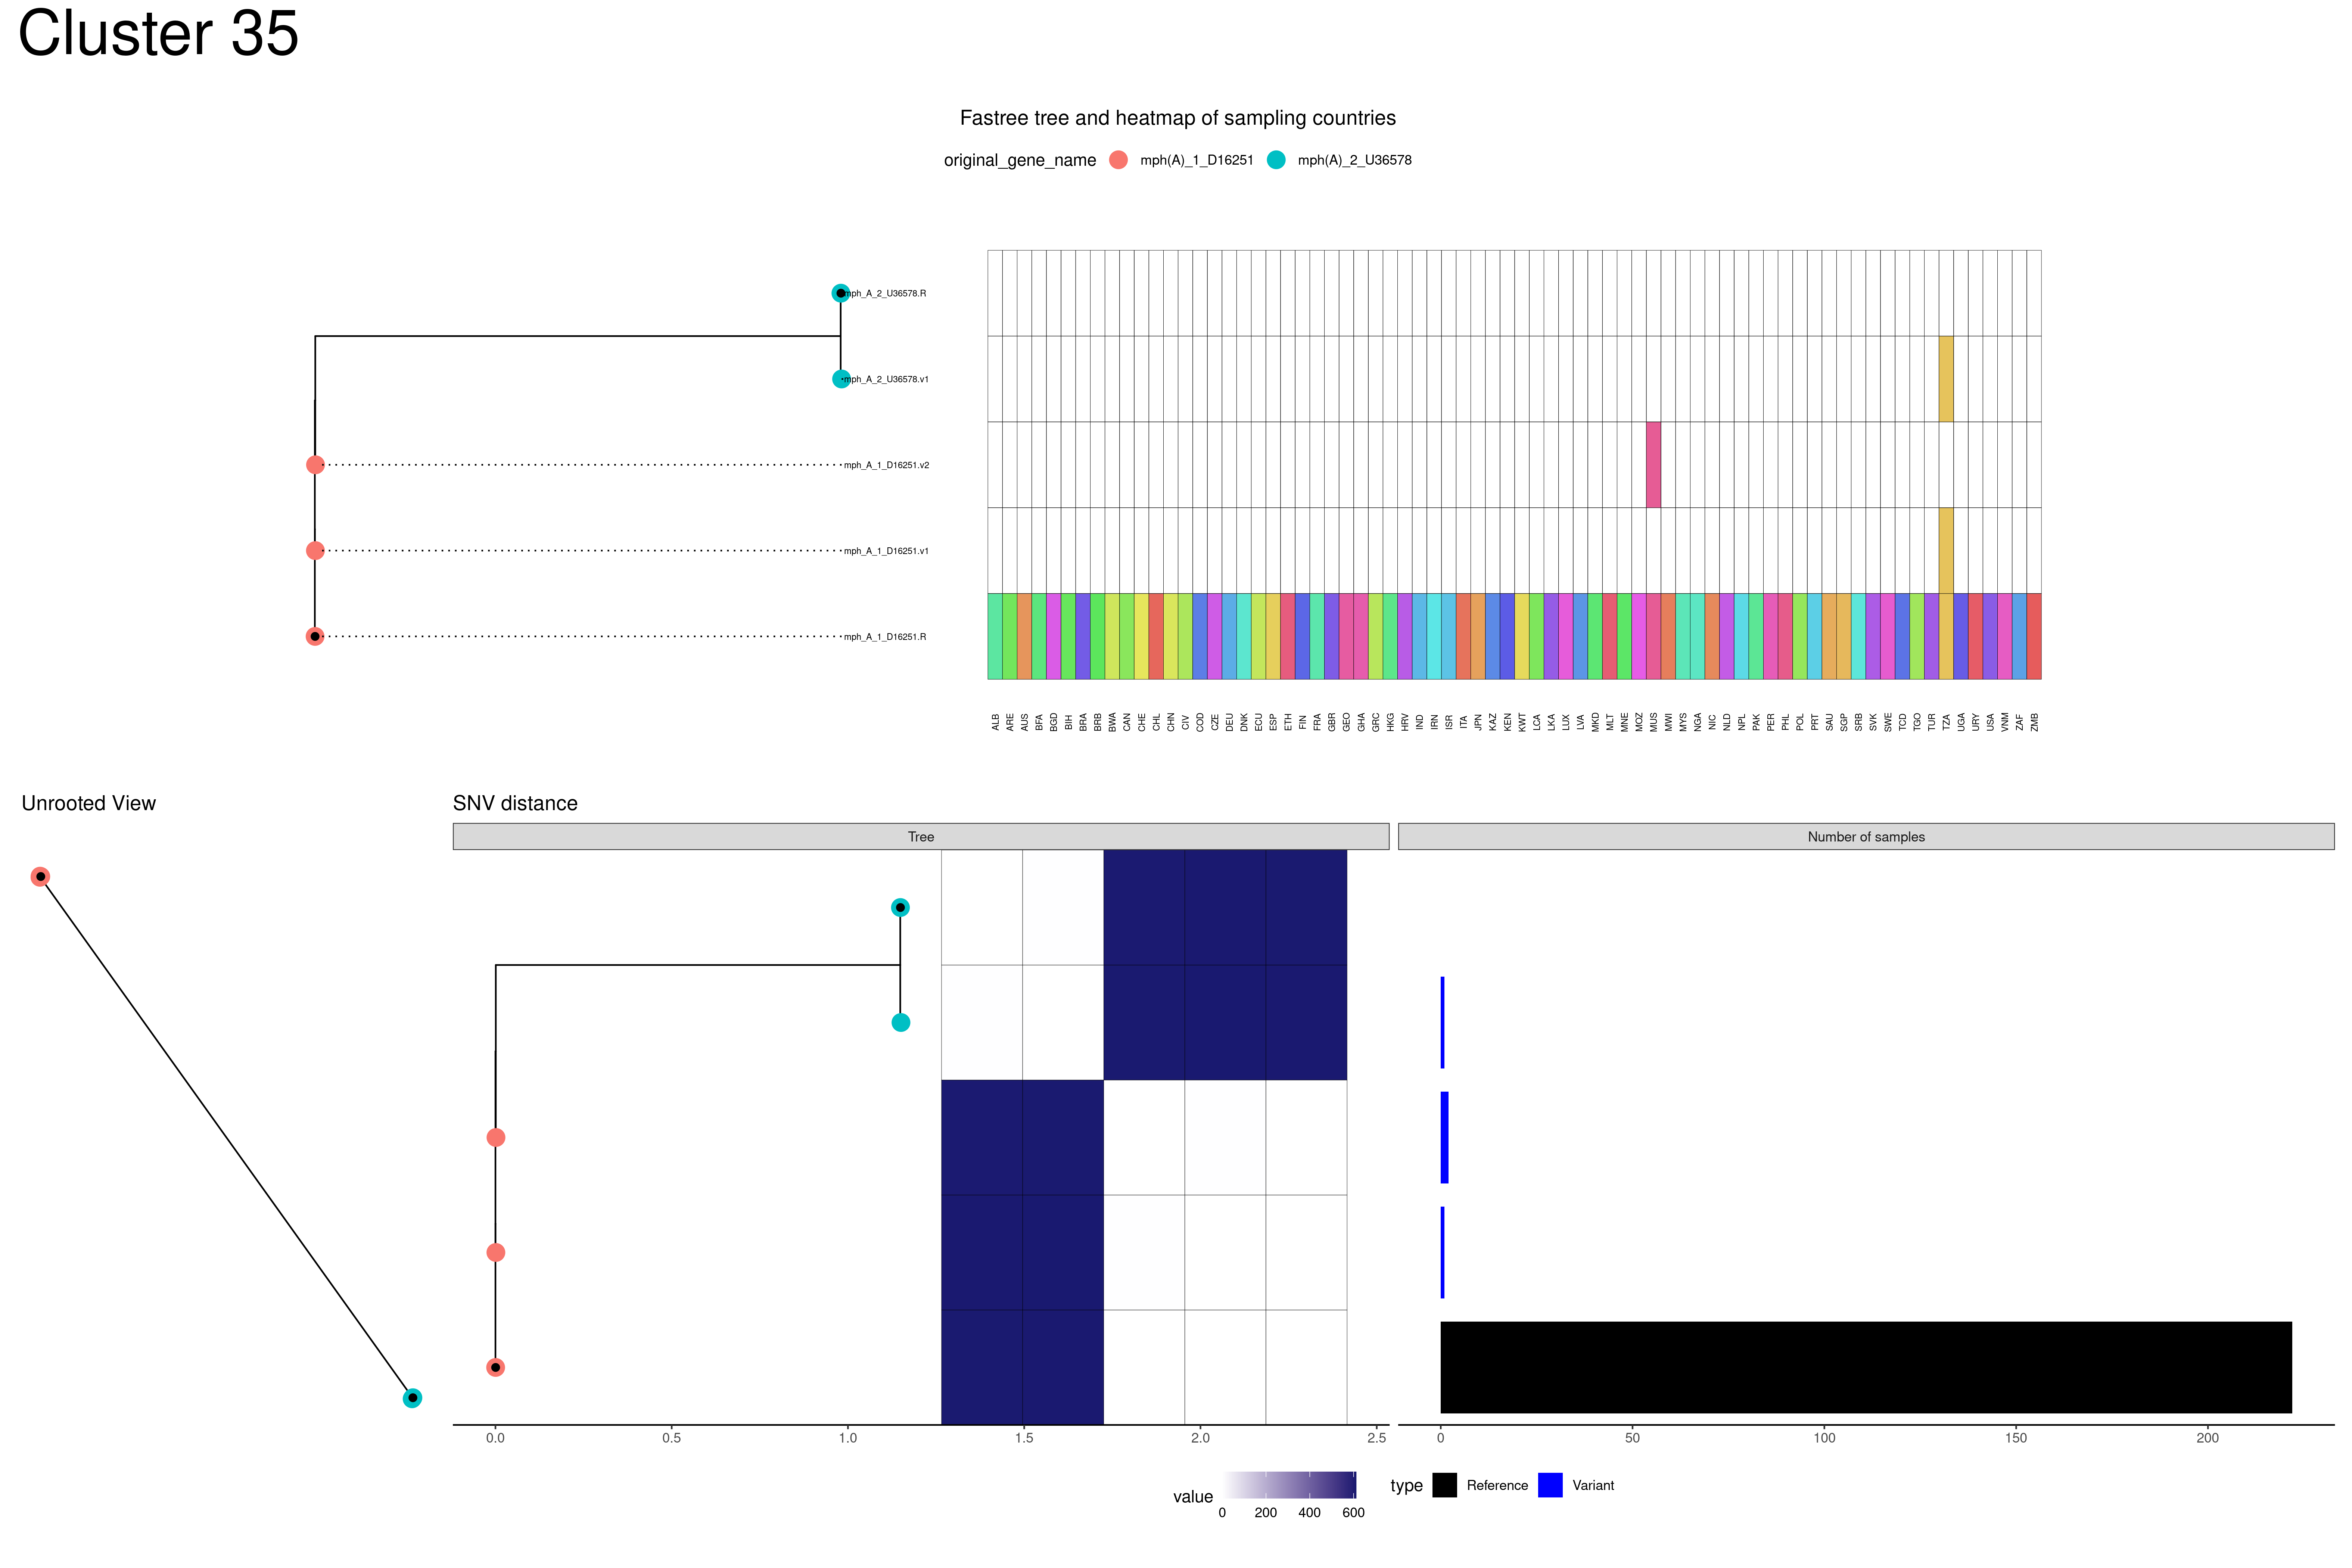 Cluster 35
Fastree tree and heatmap of sampling countries
original_gene_name mph(A)_1_D16251 mph(A)_2_U36578
mph_A_2_U36578.R
mph_A_2_U36578.v1
mph_A_1_D16251.v2
mph_A_1_D16251.v1
mph_A_1_D16251.R
ALB ARE AUS BFA BGD BIH BRA BRB BWA CAN CHE CHL CHN CIV COD CZE DEU DNK ECU ESP ETH FIN FRA GBR GEO GHA GRC HKG HRV IND IRN ISR ITA JPN KAZ KEN KWT LCA LKA LUX LVA MKD MLT MNE MOZ MUS MWI MYS NGA NIC NLD NPL PAK PER PHL POL PRT SAU SGP SRB SVK SWE TCD TGO TUR TZA UGA URY USA VNM ZAF ZMB
Unrooted View
SNV distance
Tree
Number of samples
0.0 0.5 1.0 1.5 2.0 2.5
0 50 100 150 200
value
0 200 400 600
type Reference Variant